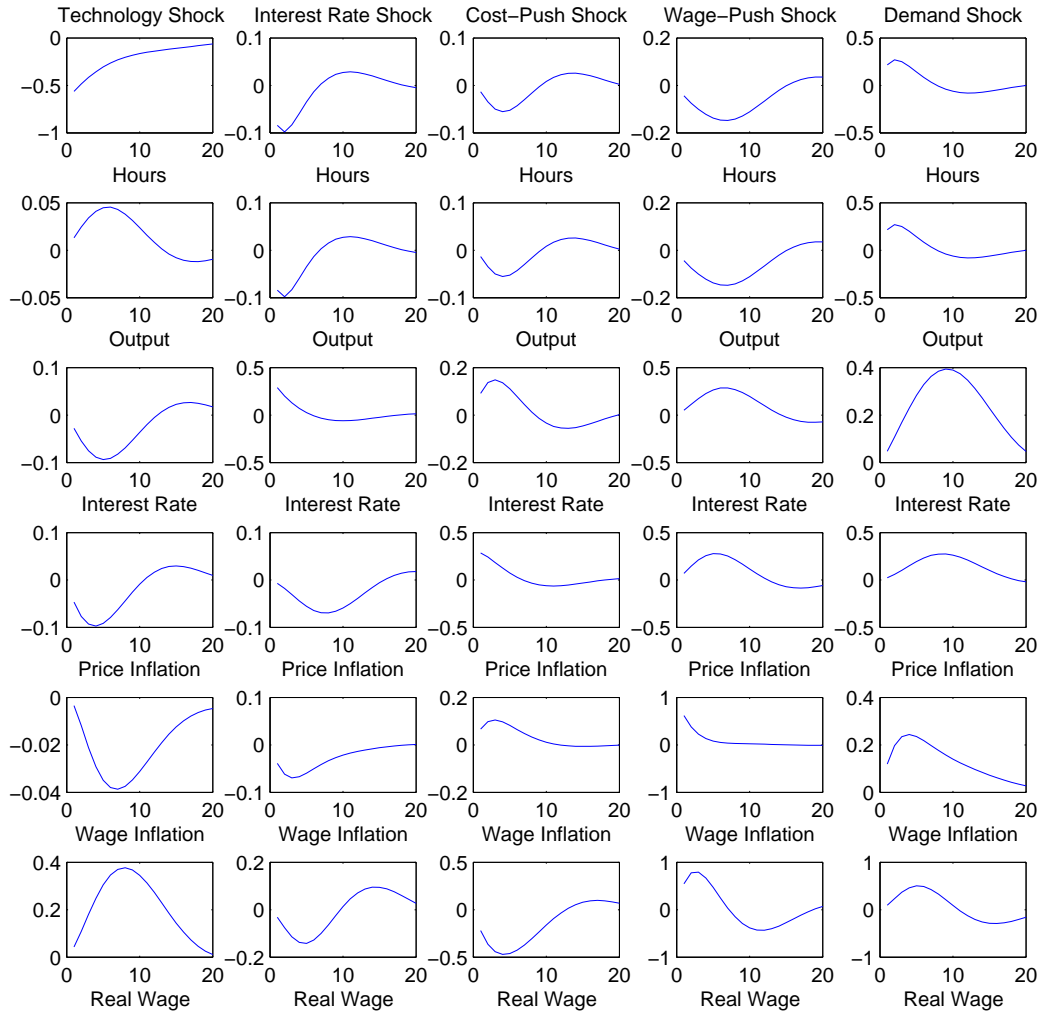 Technology Shock Interest Rate Shock Cost−Push Shock Wage−Push Shock Demand Shock
0 0.1 0.1 0.2 0.5
−0.5 0 0 0 0
−1 −0.1 −0.1 −0.2 −0.5
0 10 20 0 10 20 0 10 20 0 10 20 0 10 20
Hours Hours Hours Hours Hours
0.05 0.1 0.1 0.2 0.5
0 0 0 0 0
−0.05 −0.1 −0.1 −0.2 −0.5
0 10 20 0 10 20 0 10 20 0 10 20 0 10 20
Output Output Output Output Output
0.1 0.5 0.2 0.5 0.4
0 0 0 0 0.2
−0.1 −0.5 −0.2 −0.5 0
0 10 20 0 10 20 0 10 20 0 10 20 0 10 20
Interest Rate Interest Rate Interest Rate Interest Rate Interest Rate
0.1 0.1 0.5 0.5 0.5
0 0 0 0 0
−0.1 −0.1 −0.5 −0.5 −0.5
0 10 20 0 10 20 0 10 20 0 10 20 0 10 20
Price Inflation Price Inflation Price Inflation Price Inflation Price Inflation
0 0.1 0.2 1 0.4
−0.02 0 0 0 0.2
−0.04 −0.1 −0.2 −1 0
0 10 20 0 10 20 0 10 20 0 10 20 0 10 20
Wage Inflation Wage Inflation Wage Inflation Wage Inflation Wage Inflation
0.4 0.2 0.5 1 1
0.2 0 0 0 0
0 −0.2 −0.5 −1 −1
0 10 20 0 10 20 0 10 20 0 10 20 0 10 20
Real Wage Real Wage Real Wage Real Wage Real Wage